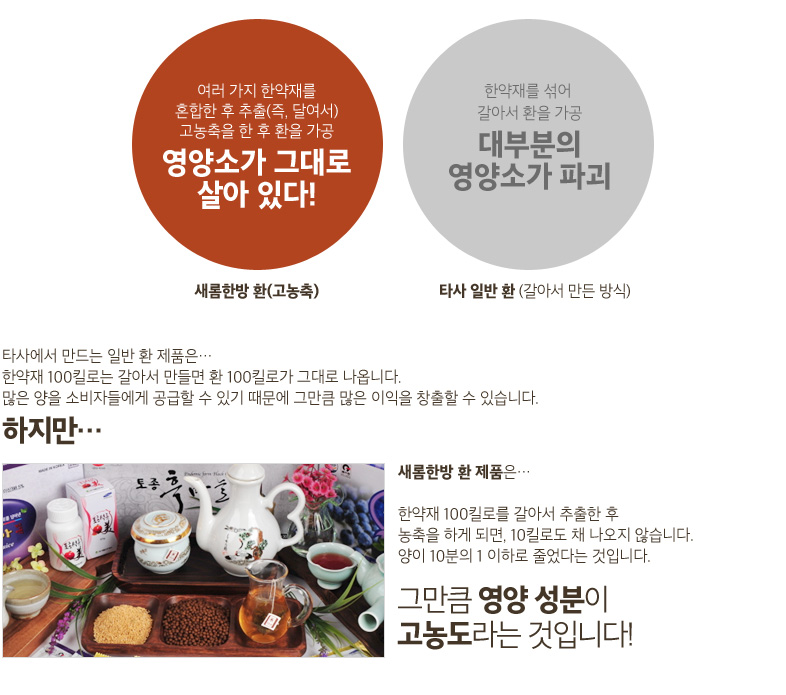 여러 가지 한약재를
혼합한 후 추출(즉, 달여서)
고농축을 한 후 환을 가공
영양소가 그대로
살아 있다!
한약재를 섞어
갈아서 환을 가공
대부분의
영양소가 파괴
새롬한방 환(고농축)
타사 일반 환 (갈아서 만든 방식)
타사에서 만드는 일반 환 제품은…
한약재 100킬로는 갈아서 만들면 환 100킬로가 그대로 나옵니다.
많은 양을 소비자들에게 공급할 수 있기 때문에 그만큼 많은 이익을 창출할 수 있습니다.
하지만…
토종 흑마늘
새롬한방 환 제품은…
한약재 100킬로를 갈아서 추출한 후
농축을 하게 되면, 10킬로도 채 나오지 않습니다.
양이 10분의 1 이하로 줄었다는 것입니다.
그만큼 영양 성분이
고농도라는 것입니다!